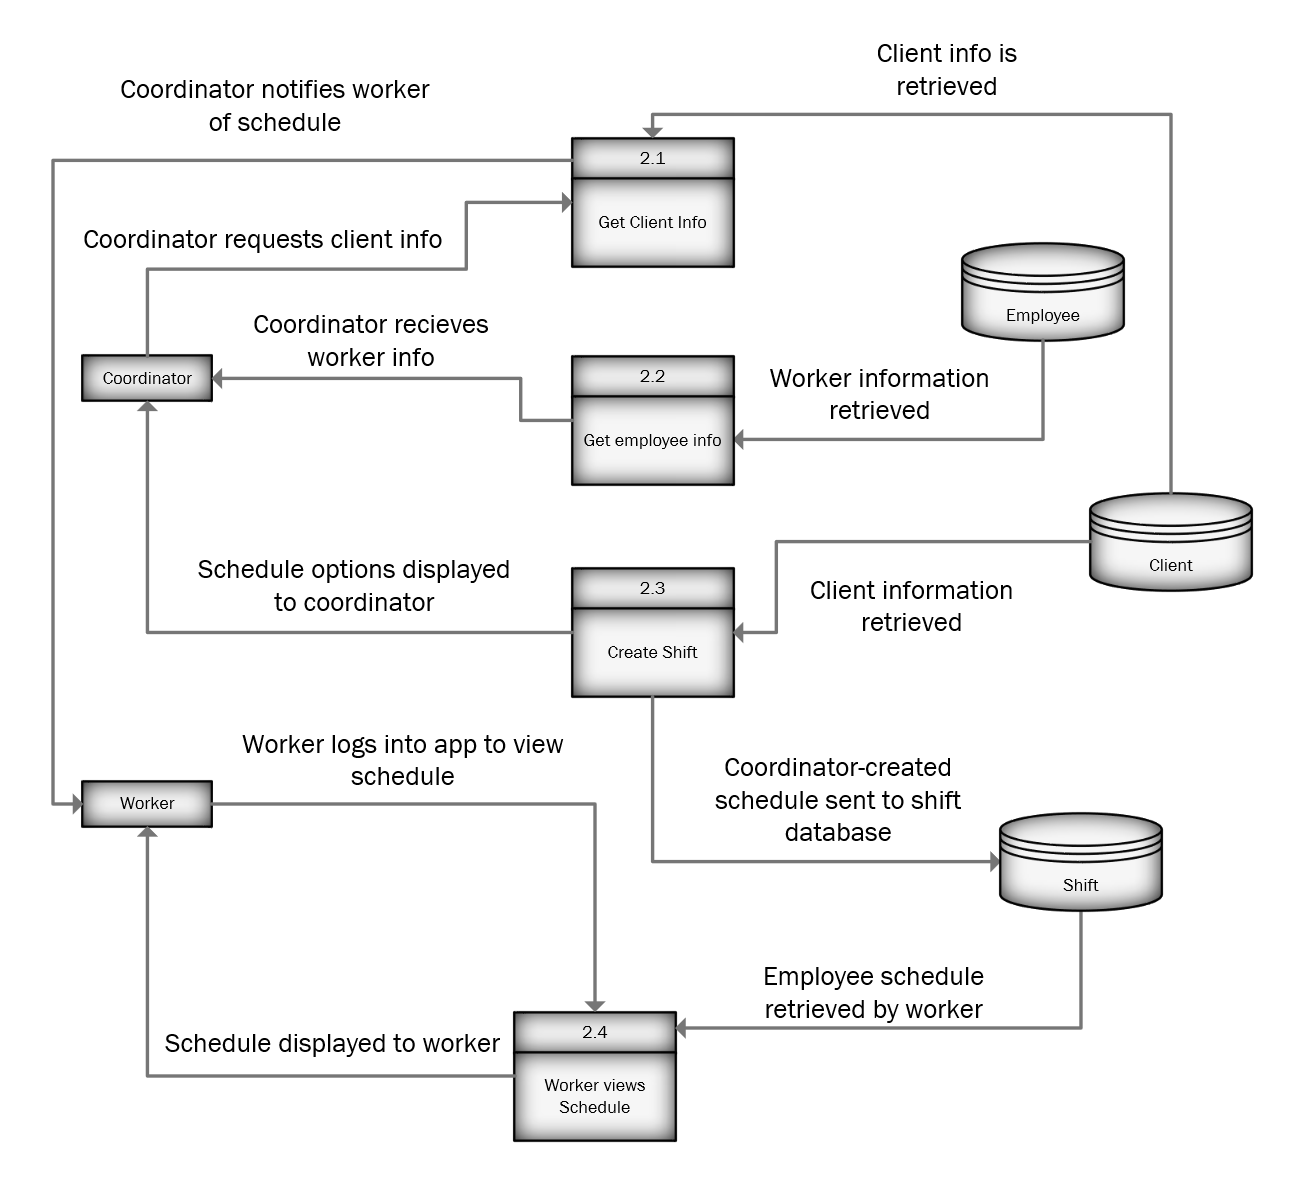 Client info is
retrieved
Coordinator notifies worker
of schedule
2.1
Get Client Info
Coordinator requests client info
Employee
Coordinator recieves
worker info
Coordinator
2.2
Get employee info
Worker information
retrieved
Client
Schedule options displayed
to coordinator
2.3
Create Shift
Client information
retrieved
Worker logs into app to view
schedule
Worker
Coordinator-created
schedule sent to shift
database
Shift
Employee schedule
retrieved by worker
Schedule displayed to worker
2.4
Worker views
Schedule